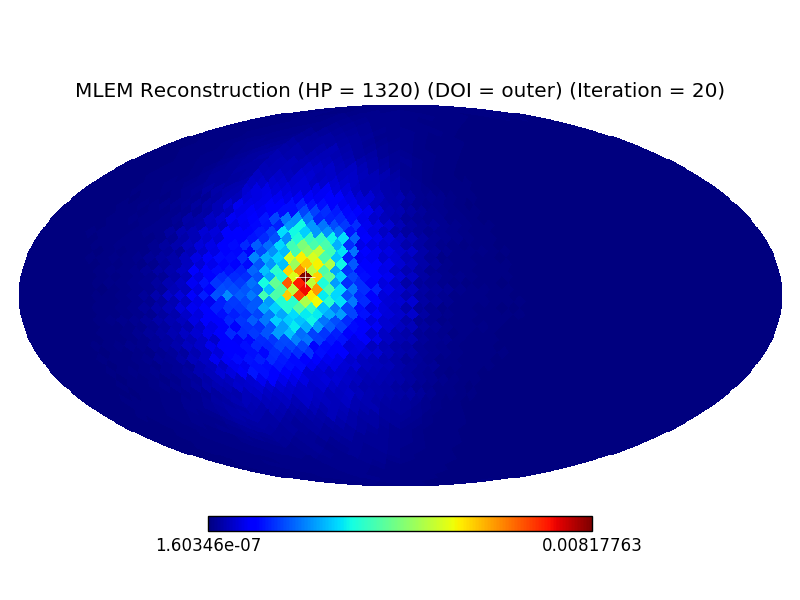 MLEM Reconstruction (HP = 1320) (DOI = outer) (Iteration = 20)
1.60346e-07 0.00817763